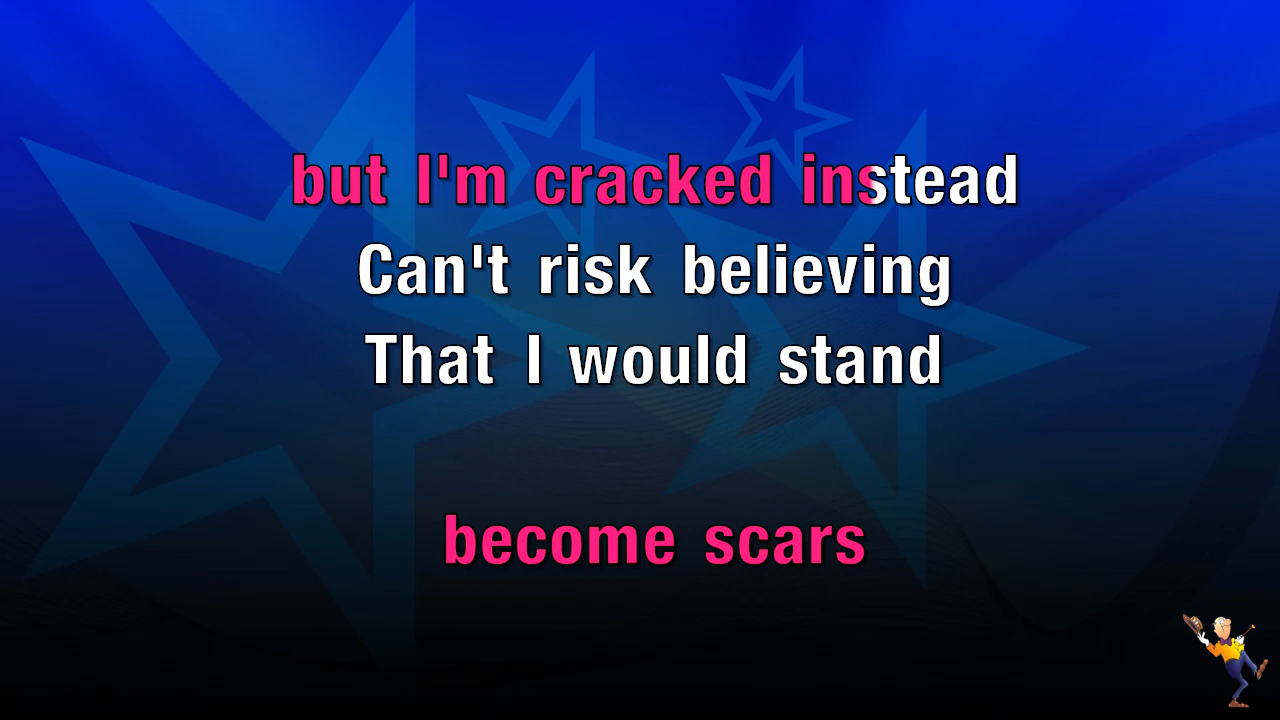 but I'm cracked instead
Can't risk believing
That I would stand
become scars